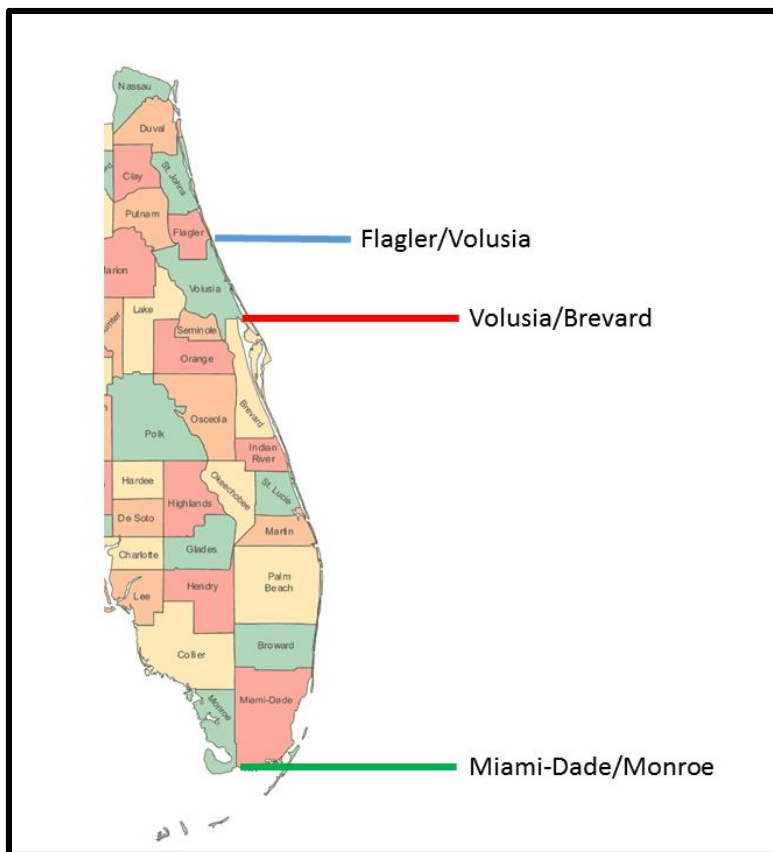 Nassau
Duval
Clay
St. Johns
Putnam
Flagler
Flagler/Volusia
Volusia
Lake
Volusia/Brevard
Seminole
Orange
Brevard
Osceola
Polk
Indian
River
Hardee
Highlands
Okeechobee
St. Lucie
De Soto
Martin
Charlotte
Glades
Palm
Beach
Hendry
Lee
Broward
Collier
Monroe
Miami-Dade
Miami-Dade/Monroe